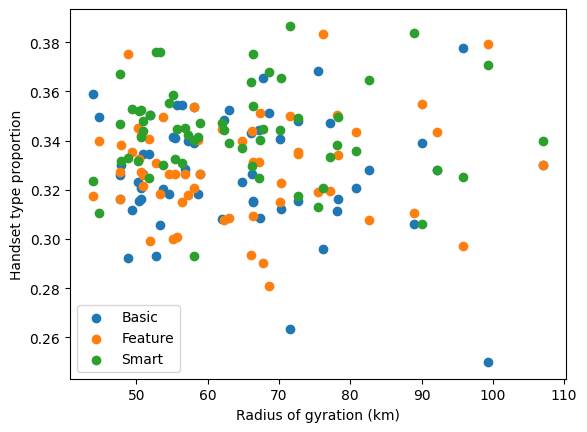 0.38
0.36
0.34
0.32
0.30
0.28
0.26
Handset type proportion
Basic
Feature
Smart
50 60 70 80 90 100 110
Radius of gyration (km)